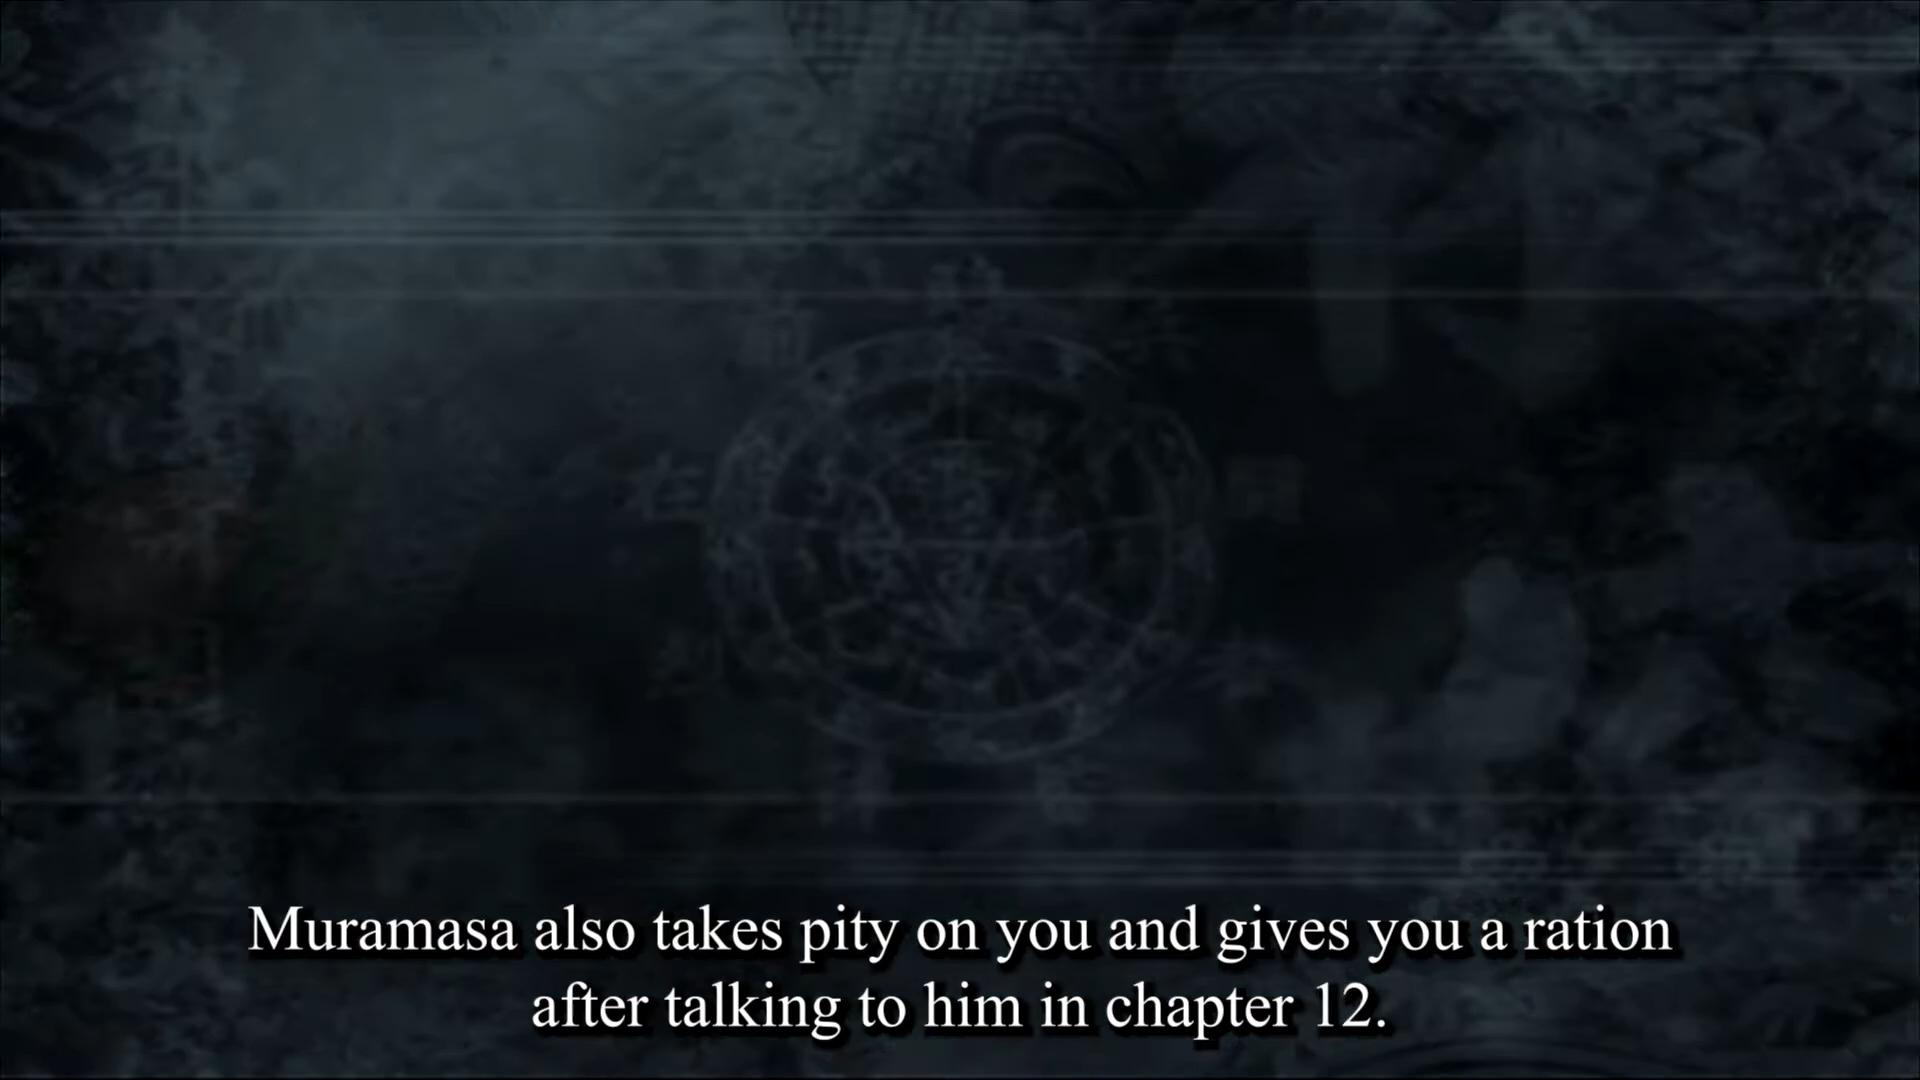 Muramasa also takes pity on you and gives you a ration
after talking to him in chapter 12.